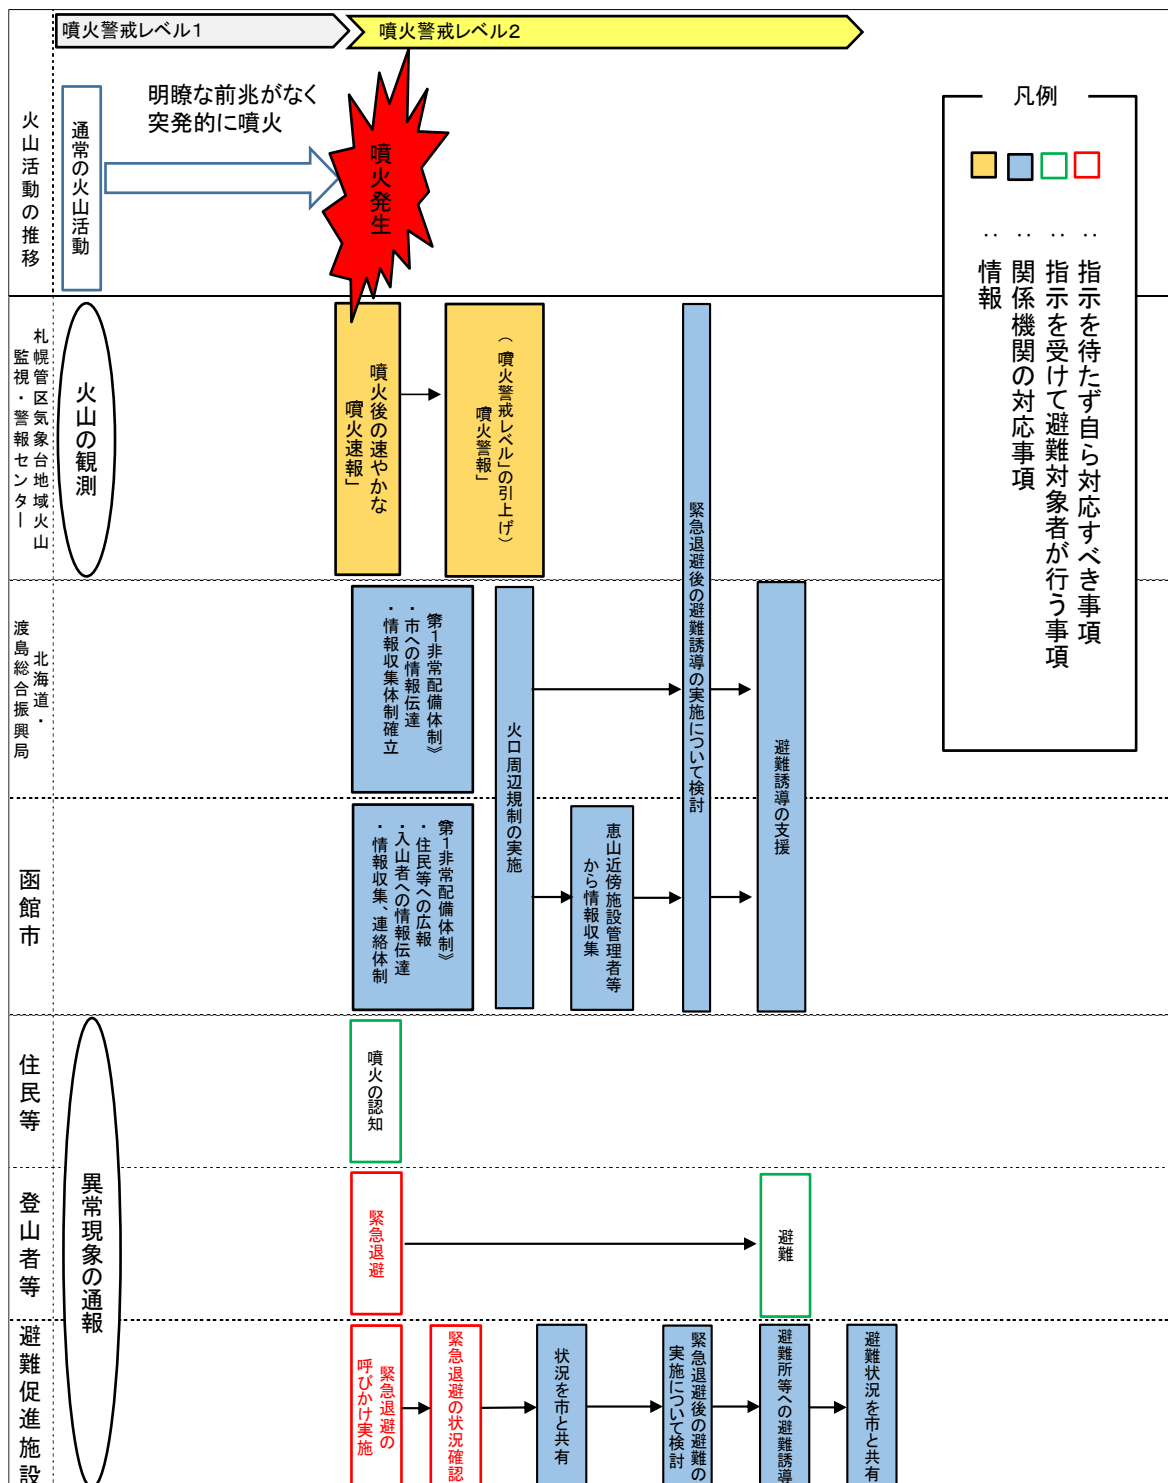 噴火警戒レベル1
噴火警戒レベル2
火山活動の推移
通常の火山活動
明瞭な前兆がなく
突発的に噴火
噴火発生
凡例
‥指示を待たず自ら対応すべき事項
‥指示を受けて避難対象者が行う事項
‥関係機関の対応事項
‥情報
札幌管区気象台地域火山
監視・警報センター
火山の観測
噴火後の速やかな
「噴火速報」
(「噴火警戒レベル」の引上げ)
「噴火警報」
緊急退避後の避難誘導の実施について検討
北海道・
渡島総合振興局
《第1非常配備体制》
・市への情報伝達
・情報収集体制確立
火口周辺規制の実施
避難誘導の支援
函館市
《第1非常配備体制》
・住民等への広報
・入山者への情報伝達
・情報収集、連絡体制
恵山近傍施設管理者等
から情報収集
住民等
異常現象の通報
噴火の認知
登山者等
緊急退避
避難
避難促進施設
緊急退避の
呼びかけ実施
緊急退避の状況確認
状況を市と共有
緊急退避後の避難の
実施について検討
避難所等への避難誘導
避難状況を市と共有